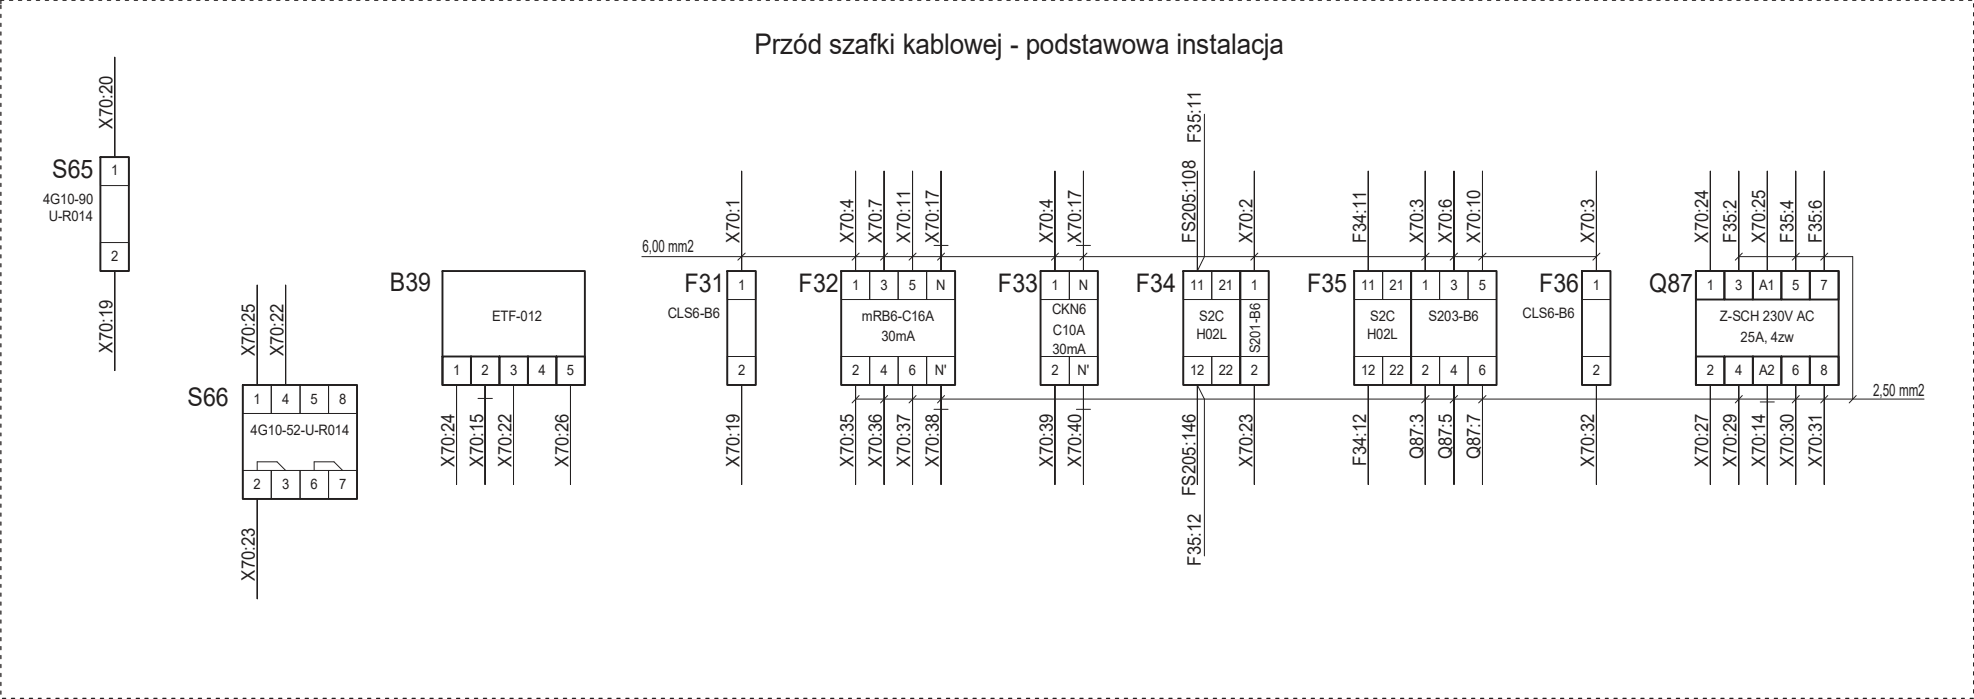 Przód szafki kablowej - podstawowa instalacja
X70:20
S65
1
4G10-90
U-R014
2
X70:19
X70:25
X70:22
S66
1 4 5 8
4G10-52-U-R014
2 3 6 7
X70:23
B39
ETF-012
1 2 3 4 5
X70:24
X70:15
X70:22
X70:26
6,00 mm2
X70:1
F31
1
CLS6-B6
2
X70:19
X70:4
X70:7
X70:11
X70:17
F32
1 3 5 N
mRB6-C16A
30mA
2 4 6 N'
X70:35
X70:36
X70:37
X70:38
X70:4
X70:17
F33
1 N
CKN6
C10A
30mA
2 N'
X70:39
X70:40
F35:11
FS205:108
X70:2
F34
11 21 1
S2C
H02L
S201-B6
12 22 2
FS205:146
F35:12
X70:23
F34:11
X70:3
X70:6
X70:10
F35
11 21 1 3 5
S2C
H02L
S203-B6
12 22 2 4 6
F34:12
Q87:3
Q87:5
Q87:7
X70:3
F36
1
CLS6-B6
2
X70:32
X70:24
F35:2
X70:25
F35:4
F35:6
Q87
1 3 A1 5 7
Z-SCH 230V AC
25A, 4zw
2 4 A2 6 8
2,50 mm2
X70:27
X70:29
X70:14
X70:30
X70:31